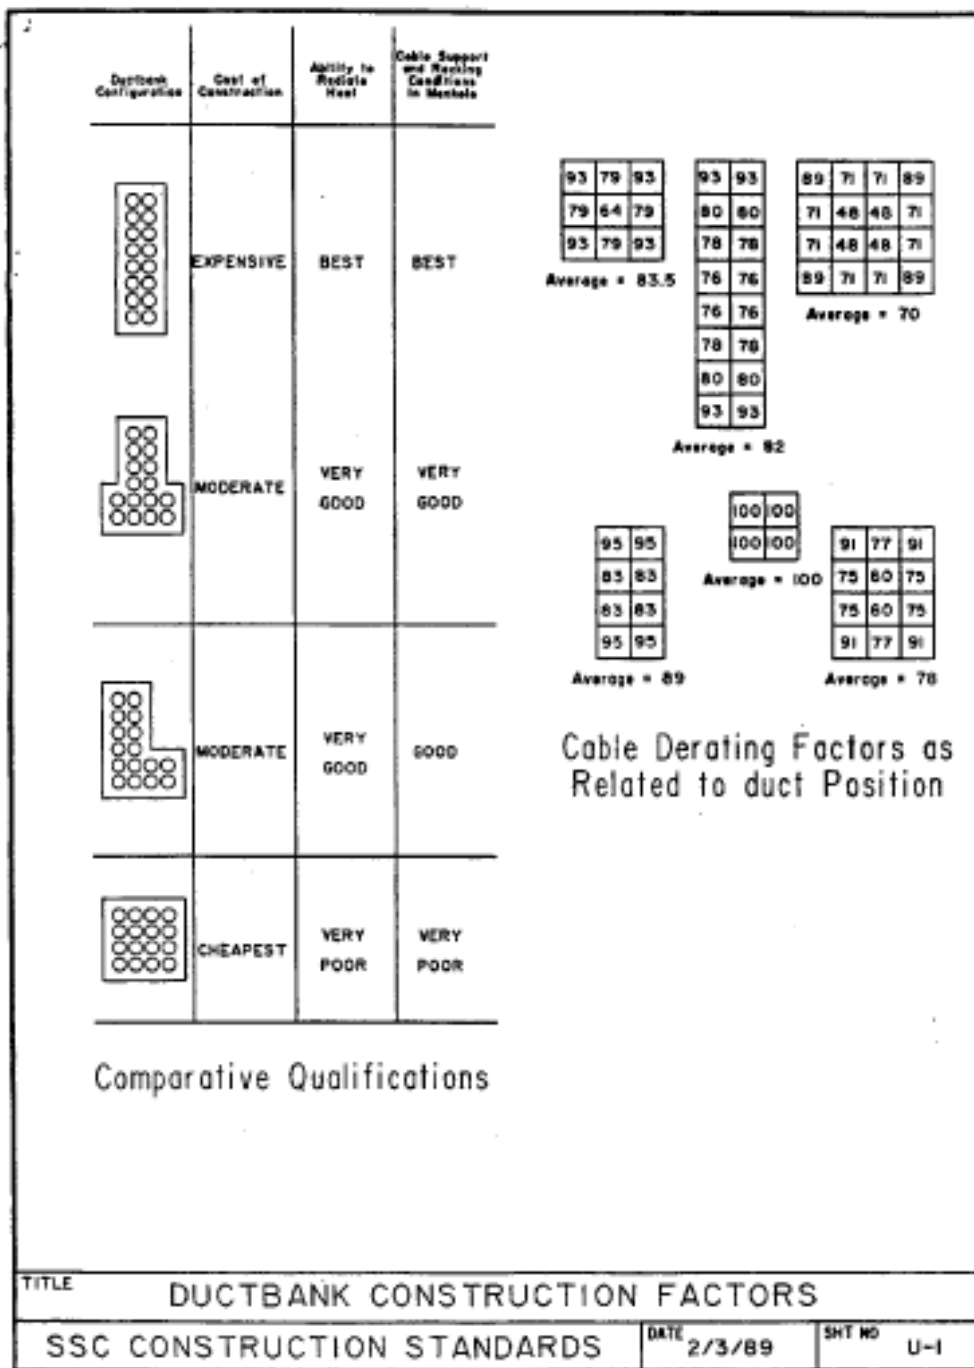 Ductbank
Configuration
Cost of
Construction
Ability to
Radiate
Heat
Cable Support
and Racking
Conditions
in Manhole
EXPENSIVE BEST BEST
MODERATE
VERY
GOOD
VERY
GOOD
MODERATE
VERY
GOOD
GOOD
CHEAPEST
VERY
POOR
VERY
POOR
Comparative Qualifications
93 79 93
79 64 79
93 79 93
Average = 83.5
93 93
80 80
78 78
76 76
76 76
78 78
80 80
93 93
Average = 82
89 71 71 89
71 48 48 71
71 48 48 71
89 71 71 89
Average = 70
95 95
83 83
83 83
95 95
Average = 89
100 100
100 100
Average = 100
91 77 91
75 60 75
75 60 75
91 77 91
Average = 78
Cable Derating Factors as
Related to duct Position
TITLE DUCTBANK CONSTRUCTION FACTORS
SSC CONSTRUCTION STANDARDS
DATE 2/3/89
SHT NO U-1